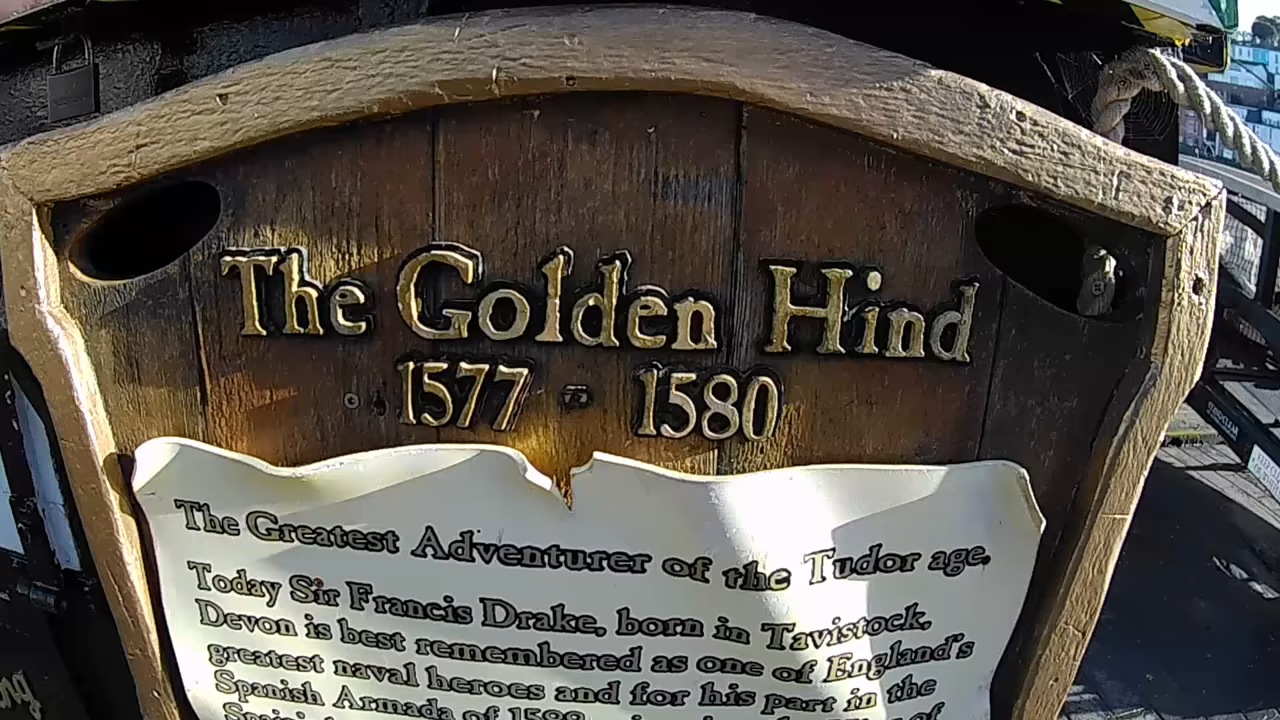 The Golden Hind
1577 - 1580
The Greatest Adventurer of the Tudor age.
Today Sir Francis Drake, born in Tavistock,
Devon is best remembered as one of England's
greatest naval heroes and for his part in the
Spanish Armada of
of